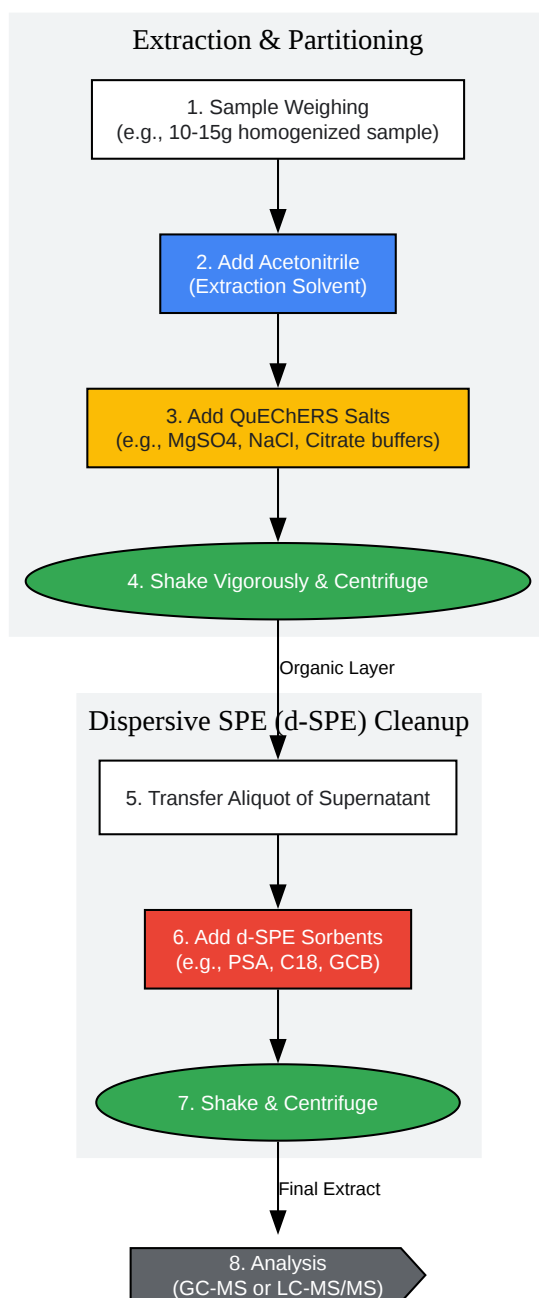 Extraction & Partitioning
1. Sample Weighing
(e.g., 10-15g homogenized sample)
2. Add Acetonitrile
(Extraction Solvent)
3. Add QuEChERS Salts
(e.g., MgSO4, NaCl, Citrate buffers)
4. Shake Vigorously & Centrifuge
Organic Layer
Dispersive SPE (d-SPE) Cleanup
5. Transfer Aliquot of Supernatant
6. Add d-SPE Sorbents
(e.g., PSA, C18, GCB)
7. Shake & Centrifuge
Final Extract
8. Analysis
(GC-MS or LC-MS/MS)